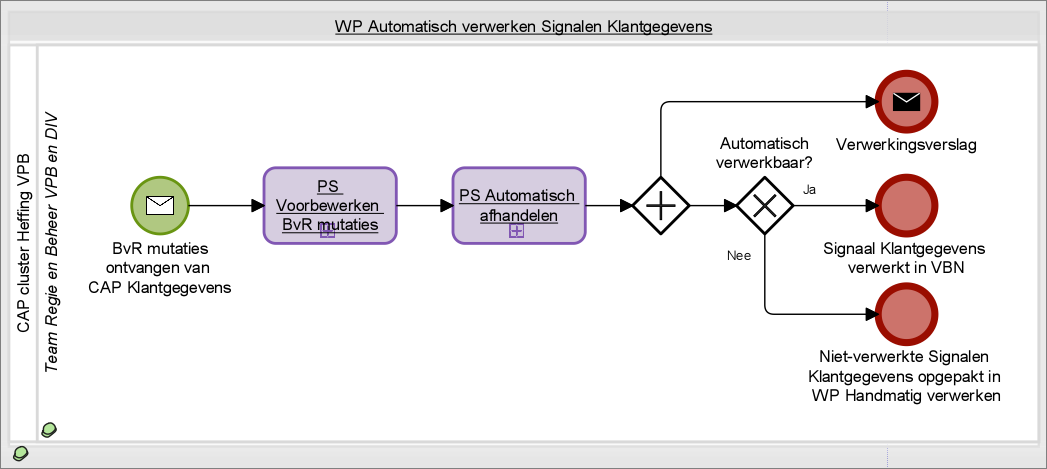 WP Automatisch verwerken Signalen Klantgegevens
CAP cluster Heffing VPB
Team Regie en Beheer VPB en DIV
BvR mutaties
ontvangen van
CAP Klantgegevens
PS
Voorbewerken
BvR mutaties
PS Automatisch
afhandelen
Automatisch
verwerkbaar?
Ja
Nee
Verwerkingsverslag
Signaal Klantgegevens
verwerkt in VBN
Niet-verwerkte Signalen
Klantgegevens opgepakt in
WP Handmatig verwerken